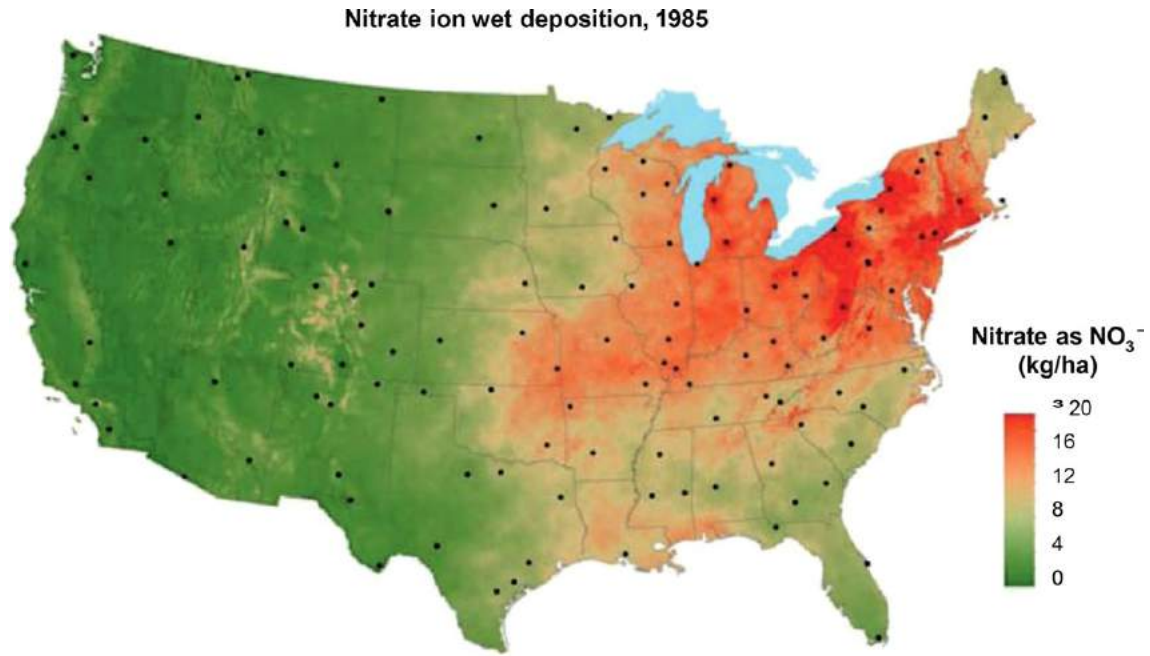 Nitrate ion wet deposition, 1985
Nitrate as NO₃⁻
(kg/ha)
³ 20
16
12
8
4
0